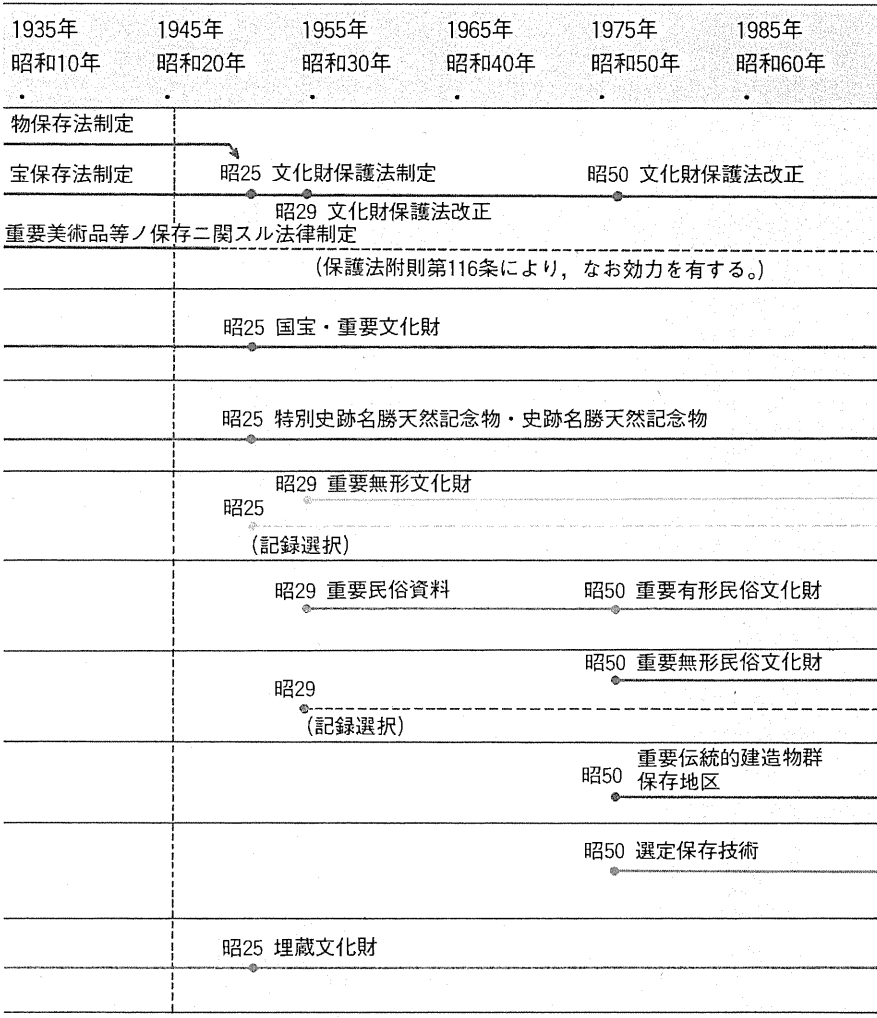 1935年 1945年 1955年 1965年 1975年 1985年
昭和10年 昭和20年 昭和30年 昭和40年 昭和50年 昭和60年
物保存法制定
宝保存法制定 昭25 文化財保護法制定 昭50 文化財保護法改正
昭29 文化財保護法改正
重要美術品等ノ保存ニ関スル法律制定
(保護法附則第116条により，なお効力を有する。)
昭25 国宝・重要文化財
昭25 特別史跡名勝天然記念物・史跡名勝天然記念物
昭29 重要無形文化財
昭25
(記録選択)
昭29 重要民俗資料 昭50 重要有形民俗文化財
昭50 重要無形民俗文化財
昭29
(記録選択)
重要伝統的建造物群
昭50 保存地区
昭50 選定保存技術
昭25 埋蔵文化財